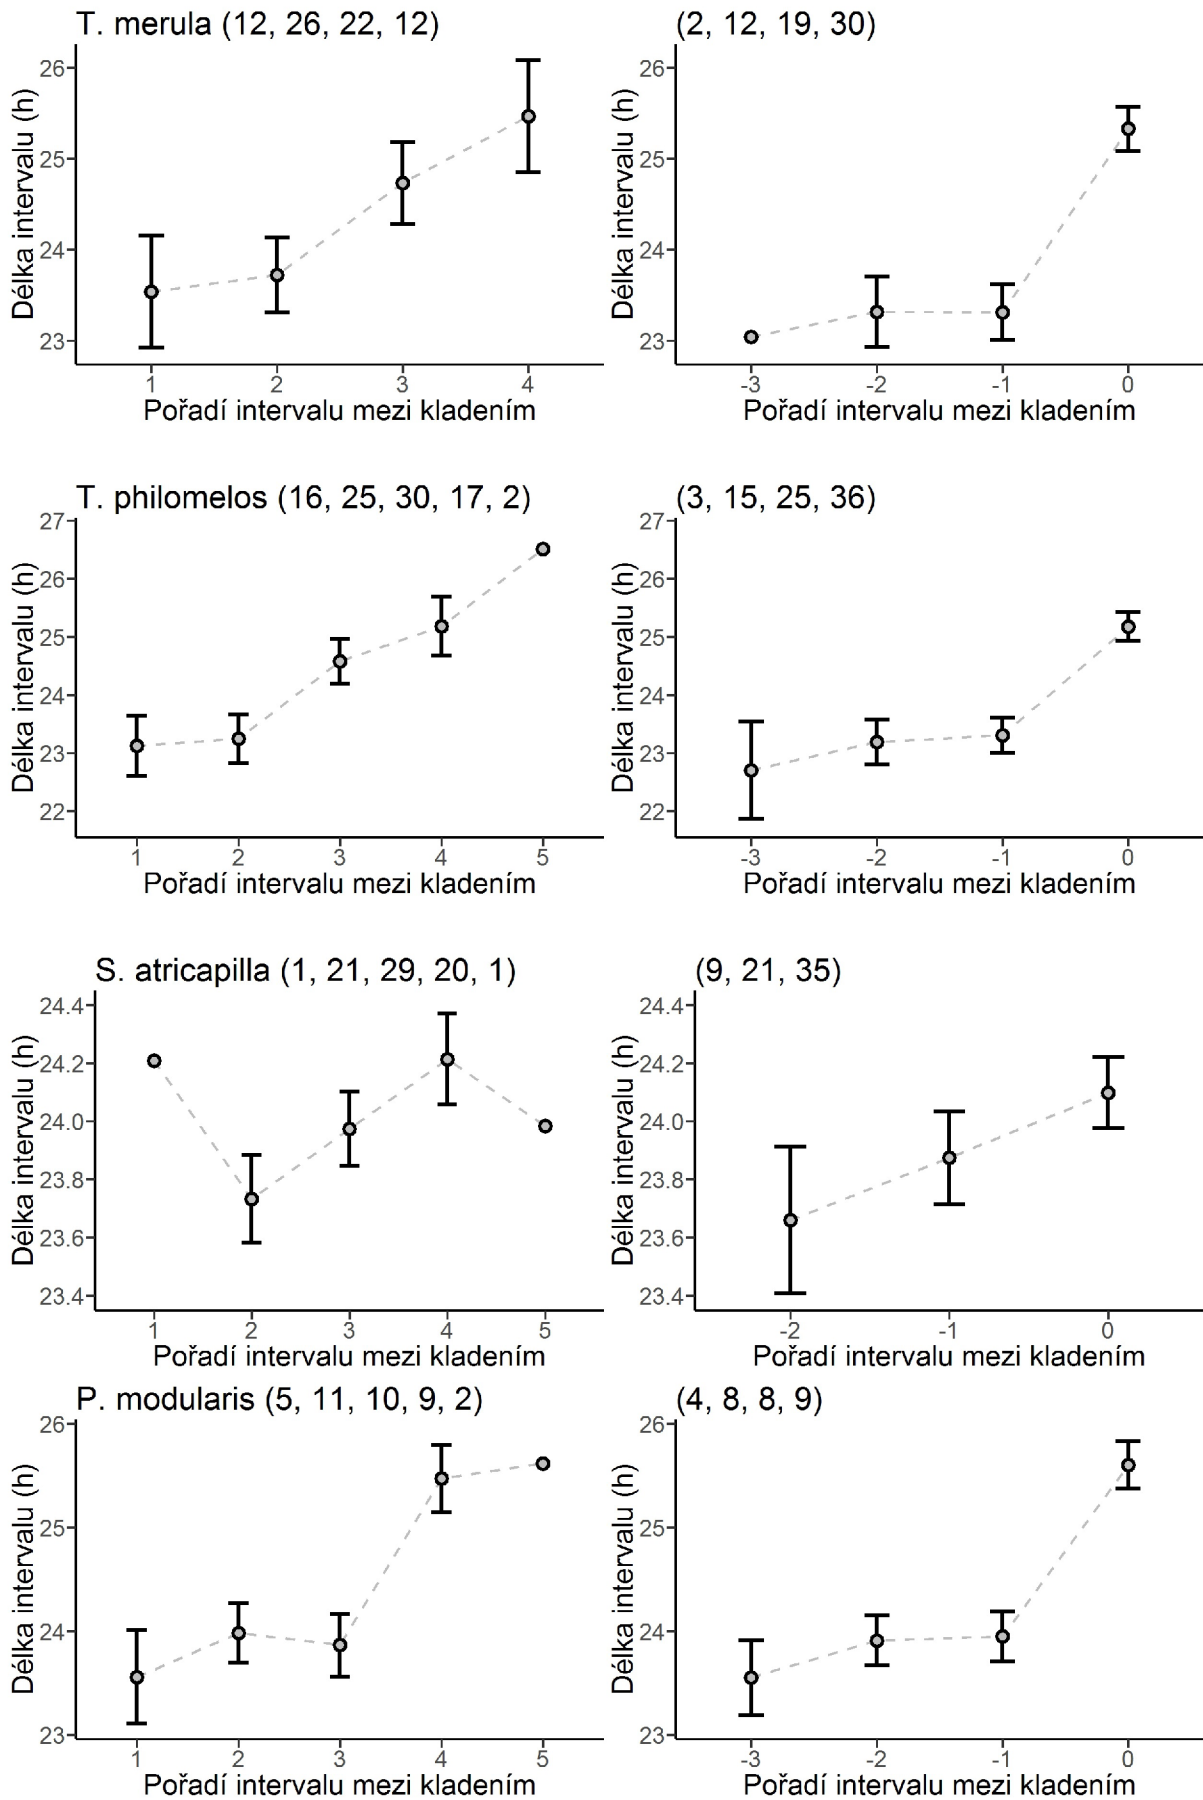 T. merula (12, 26, 22, 12)
Délka intervalu (h)
26
25
24
23
1 2 3 4
Pořadí intervalu mezi kladením
(2, 12, 19, 30)
Délka intervalu (h)
26
25
24
23
-3 -2 -1 0
Pořadí intervalu mezi kladením
T. philomelos (16, 25, 30, 17, 2)
Délka intervalu (h)
27
26
25
24
23
22
1 2 3 4 5
Pořadí intervalu mezi kladením
(3, 15, 25, 36)
Délka intervalu (h)
27
26
25
24
23
22
-3 -2 -1 0
Pořadí intervalu mezi kladením
S. atricapilla (1, 21, 29, 20, 1)
Délka intervalu (h)
24.4
24.2
24.0
23.8
23.6
23.4
1 2 3 4 5
Pořadí intervalu mezi kladením
(9, 21, 35)
Délka intervalu (h)
24.4
24.2
24.0
23.8
23.6
23.4
-2 -1 0
Pořadí intervalu mezi kladením
P. modularis (5, 11, 10, 9, 2)
Délka intervalu (h)
26
25
24
23
1 2 3 4 5
Pořadí intervalu mezi kladením
(4, 8, 8, 9)
Délka intervalu (h)
26
25
24
23
-3 -2 -1 0
Pořadí intervalu mezi kladením